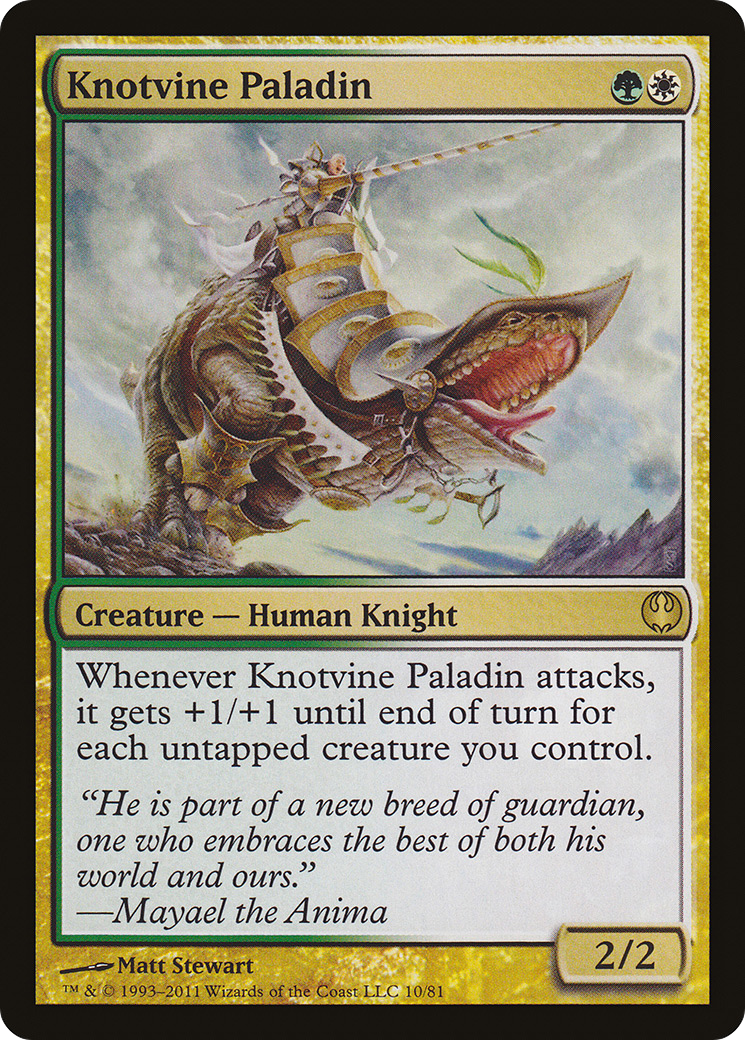 Knotvine Paladin
Creature — Human Knight
Whenever Knotvine Paladin attacks,
it gets +1/+1 until end of turn for
each untapped creature you control.
“He is part of a new breed of guardian,
one who embraces the best of both his
world and ours.”
—Mayael the Anima
2/2
Matt Stewart
™ & © 1993–2011 Wizards of the Coast LLC 10/81